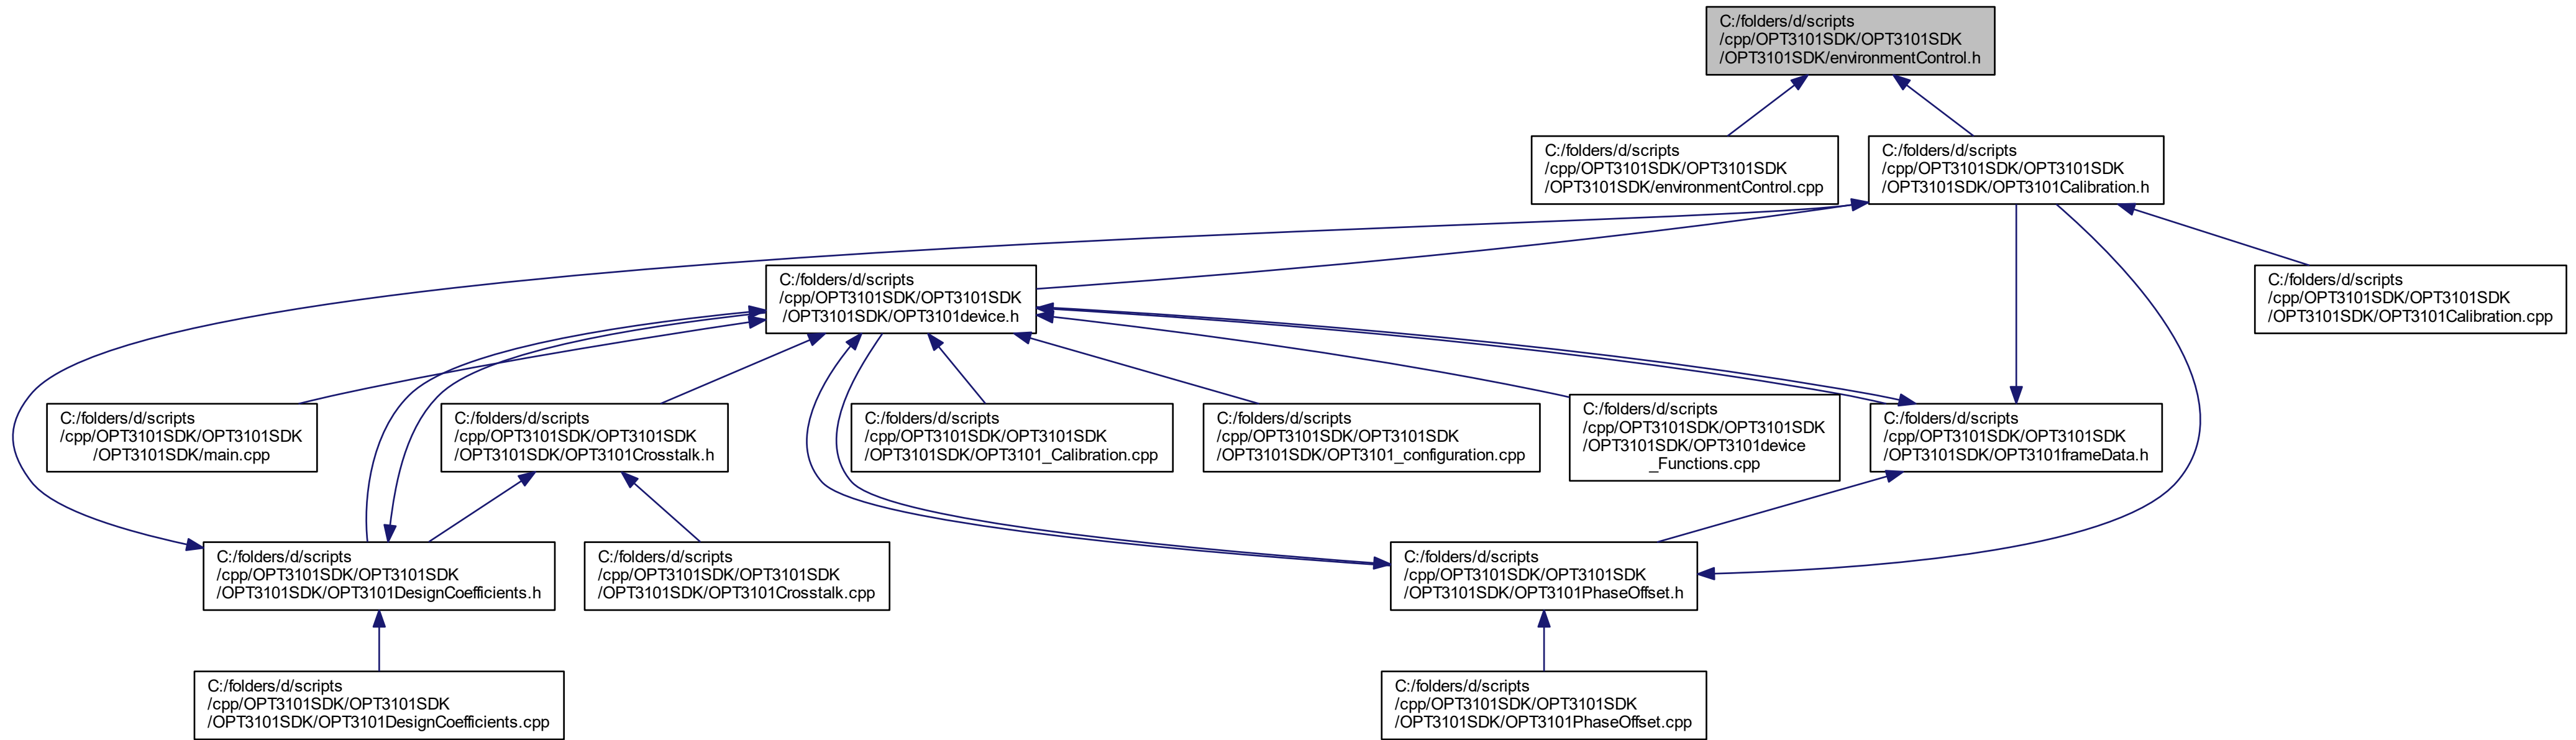 C:/folders/d/scripts
/cpp/OPT3101SDK/OPT3101SDK
/OPT3101SDK/environmentControl.h
C:/folders/d/scripts
/cpp/OPT3101SDK/OPT3101SDK
/OPT3101SDK/environmentControl.cpp
C:/folders/d/scripts
/cpp/OPT3101SDK/OPT3101SDK
/OPT3101SDK/OPT3101Calibration.h
C:/folders/d/scripts
/cpp/OPT3101SDK/OPT3101SDK
/OPT3101SDK/OPT3101device.h
C:/folders/d/scripts
/cpp/OPT3101SDK/OPT3101SDK
/OPT3101SDK/OPT3101Calibration.cpp
C:/folders/d/scripts
/cpp/OPT3101SDK/OPT3101SDK
/OPT3101SDK/main.cpp
C:/folders/d/scripts
/cpp/OPT3101SDK/OPT3101SDK
/OPT3101SDK/OPT3101Crosstalk.h
C:/folders/d/scripts
/cpp/OPT3101SDK/OPT3101SDK
/OPT3101SDK/OPT3101_Calibration.cpp
C:/folders/d/scripts
/cpp/OPT3101SDK/OPT3101SDK
/OPT3101SDK/OPT3101_configuration.cpp
C:/folders/d/scripts
/cpp/OPT3101SDK/OPT3101SDK
/OPT3101SDK/OPT3101device
_Functions.cpp
C:/folders/d/scripts
/cpp/OPT3101SDK/OPT3101SDK
/OPT3101SDK/OPT3101frameData.h
C:/folders/d/scripts
/cpp/OPT3101SDK/OPT3101SDK
/OPT3101SDK/OPT3101DesignCoefficients.h
C:/folders/d/scripts
/cpp/OPT3101SDK/OPT3101SDK
/OPT3101SDK/OPT3101Crosstalk.cpp
C:/folders/d/scripts
/cpp/OPT3101SDK/OPT3101SDK
/OPT3101SDK/OPT3101PhaseOffset.h
C:/folders/d/scripts
/cpp/OPT3101SDK/OPT3101SDK
/OPT3101SDK/OPT3101DesignCoefficients.cpp
C:/folders/d/scripts
/cpp/OPT3101SDK/OPT3101SDK
/OPT3101SDK/OPT3101PhaseOffset.cpp